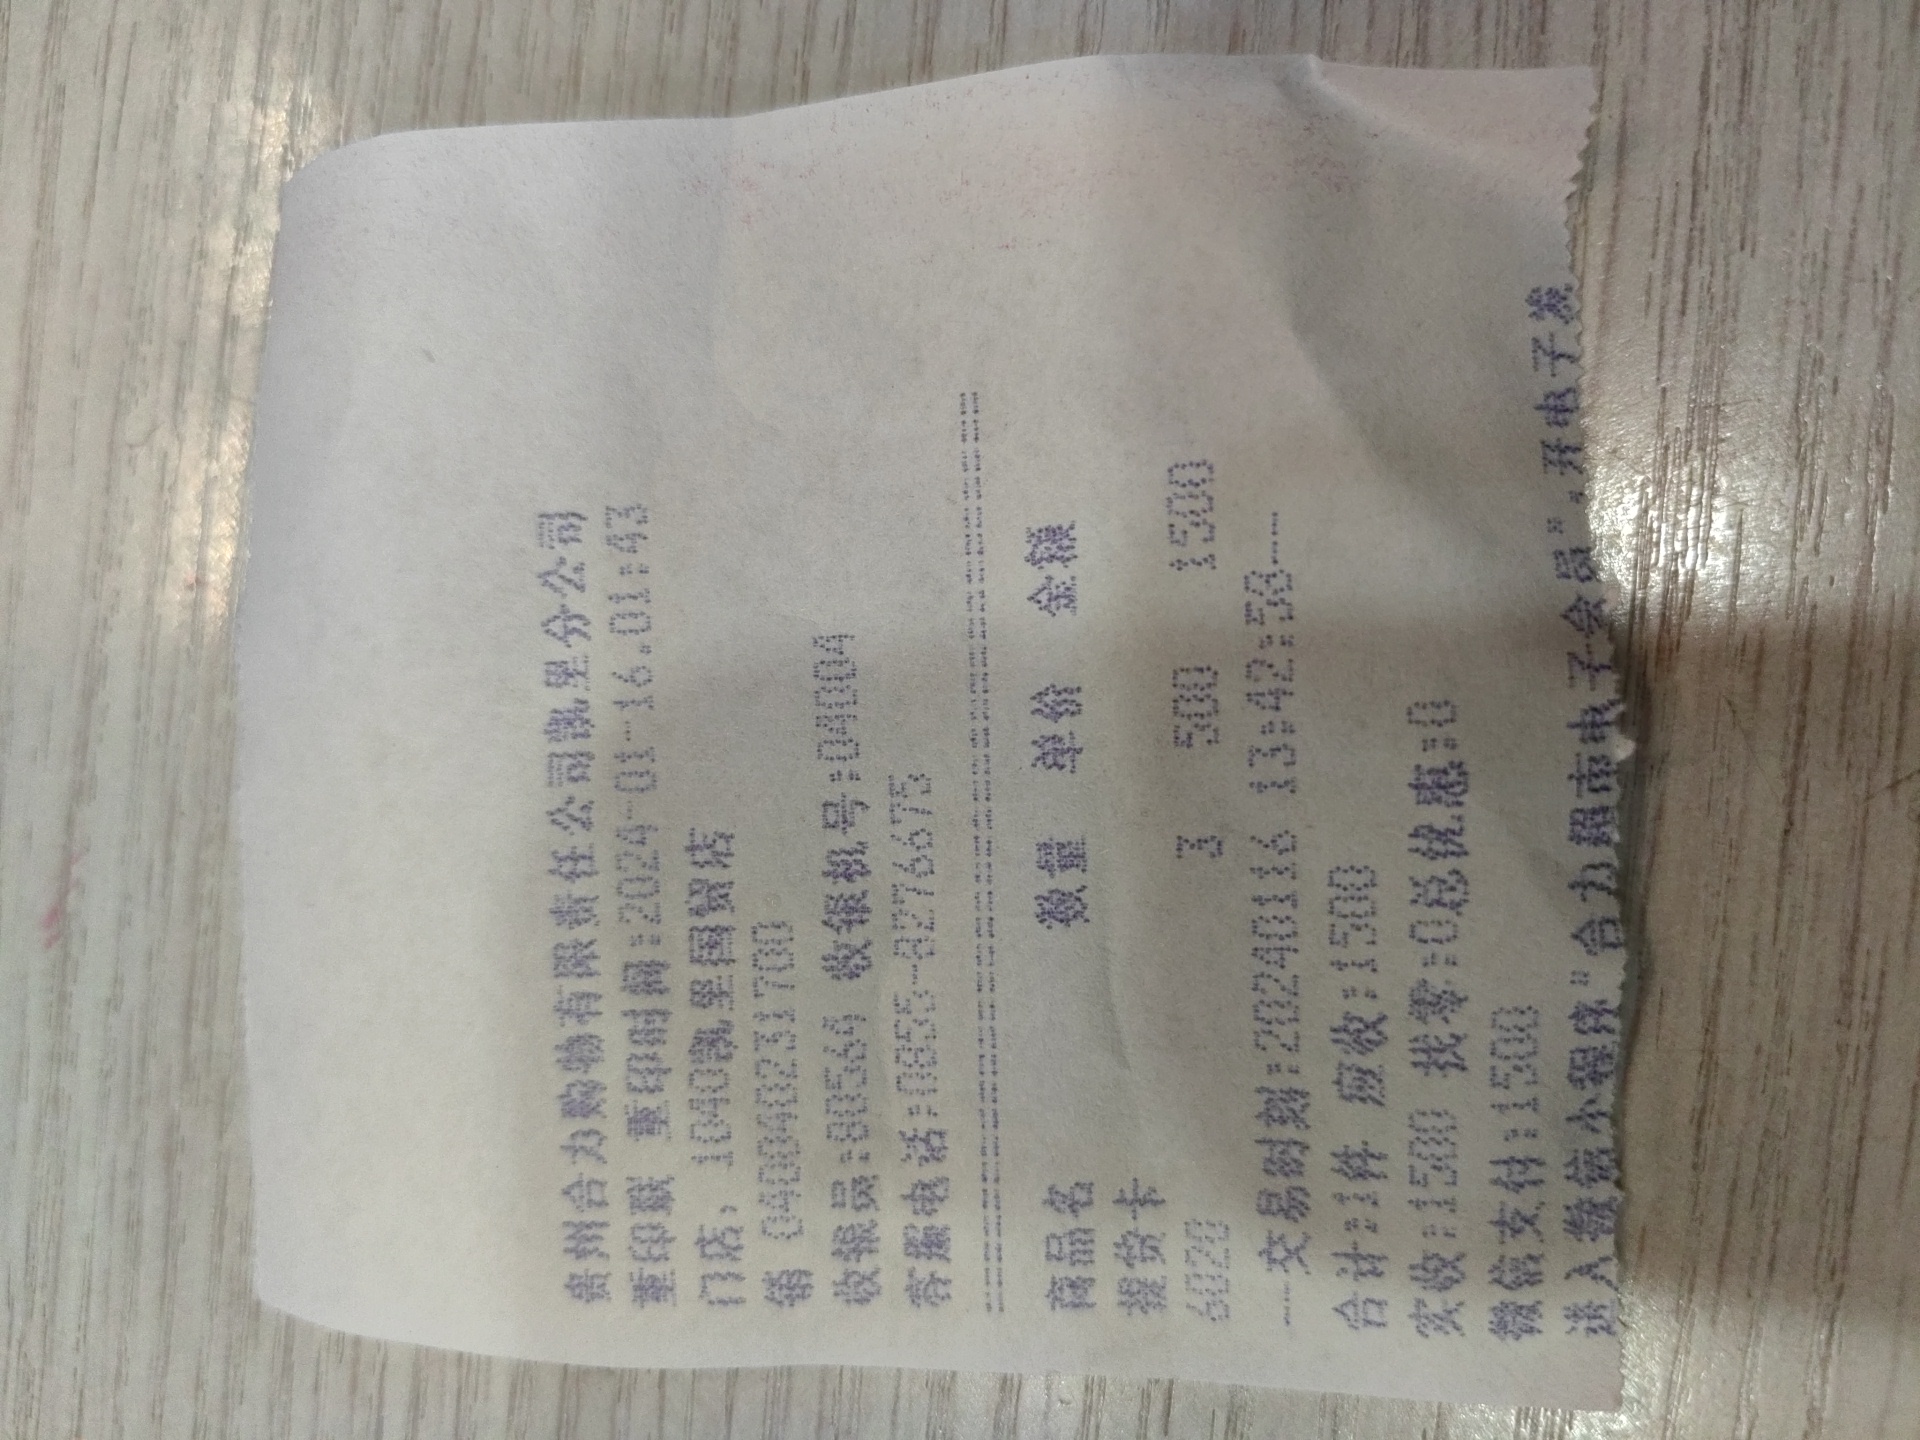 贵州合力购物有限责任公司凯里分公司
重印联 重印时间:2024-01-16.01:43
门店, 1040凯里国贸店
销 040040231700
收银员:80564 收银机号:04004
客服电话:0855-8276675
======================================
商品名 数量 单价 金额
提货卡
6020 3 500 1500
----交易时刻:20240116 13:42:58----
合计:1件 应收:1500
实收:1500 找零:0总优惠:0
微信支付:1500
进入微信小程序"合力超市电子会员",开电子发